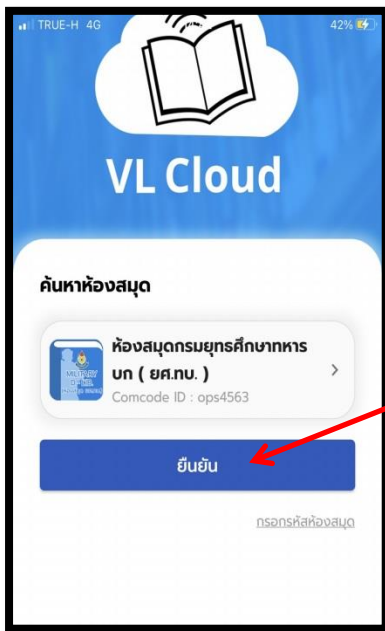 TRUE-H 4G 42%
VL Cloud
ค้นหาห้องสมุด
ห้องสมุดกรมยุทธศึกษาทหาร
บก ( ยศ.ทบ. )
Comcode ID : ops4563
MILITARY
ยืนยัน
กรอกรหัสห้องสมุด